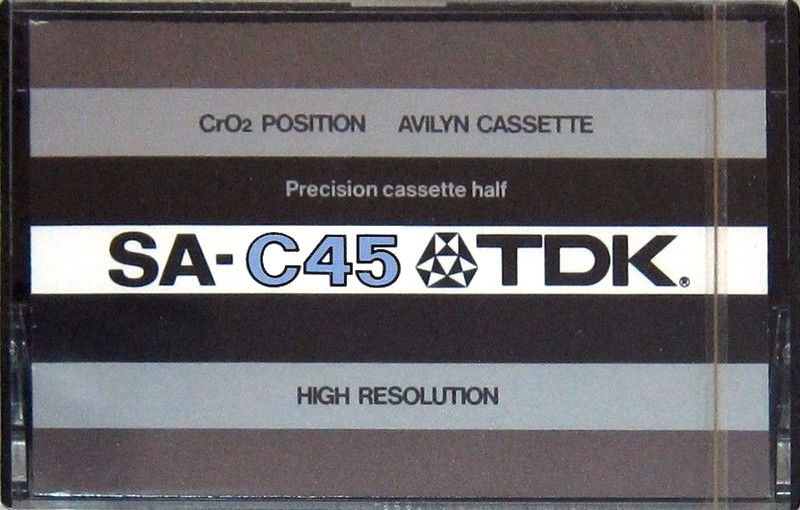 CrO2 POSITION AVILYN CASSETTE
Precision cassette half
SA-C45 TDK®
HIGH RESOLUTION